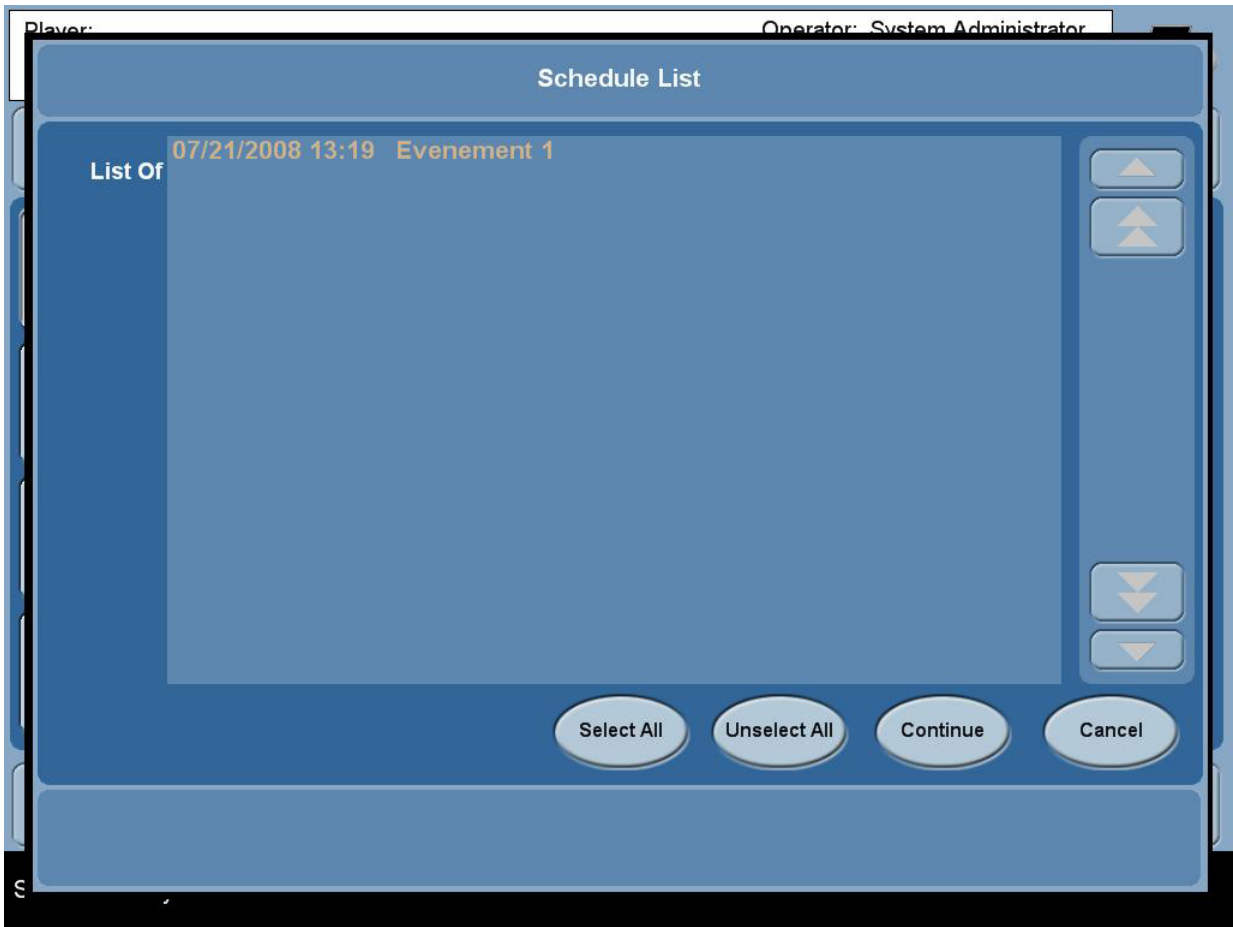 Player: Operator: System Administrator
Schedule List
07/21/2008 13:19 Evenement 1
List Of
Select All Unselect All Continue Cancel